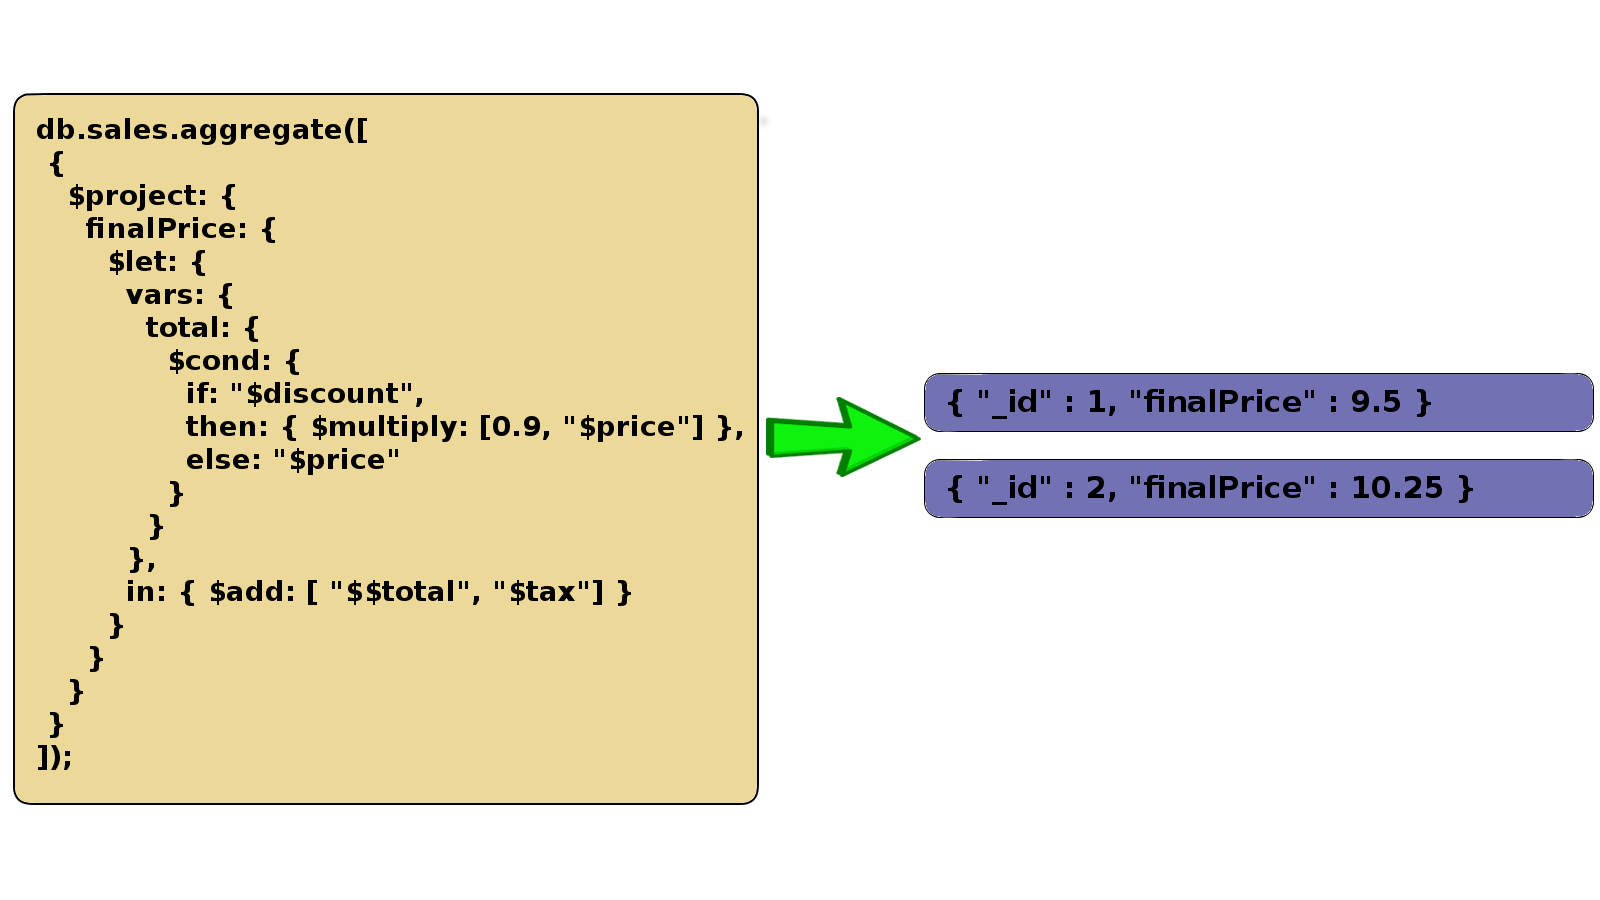 db.sales.aggregate([
{
$project: {
finalPrice: {
$let: {
vars: {
total: {
$cond: {
if: "$discount",
then: { $multiply: [0.9, "$price"] },
else: "$price"
}
}
},
in: { $add: [ "$$total", "$tax"] }
}
}
}
}
]);
{ "_id" : 1, "finalPrice" : 9.5 }
{ "_id" : 2, "finalPrice" : 10.25 }